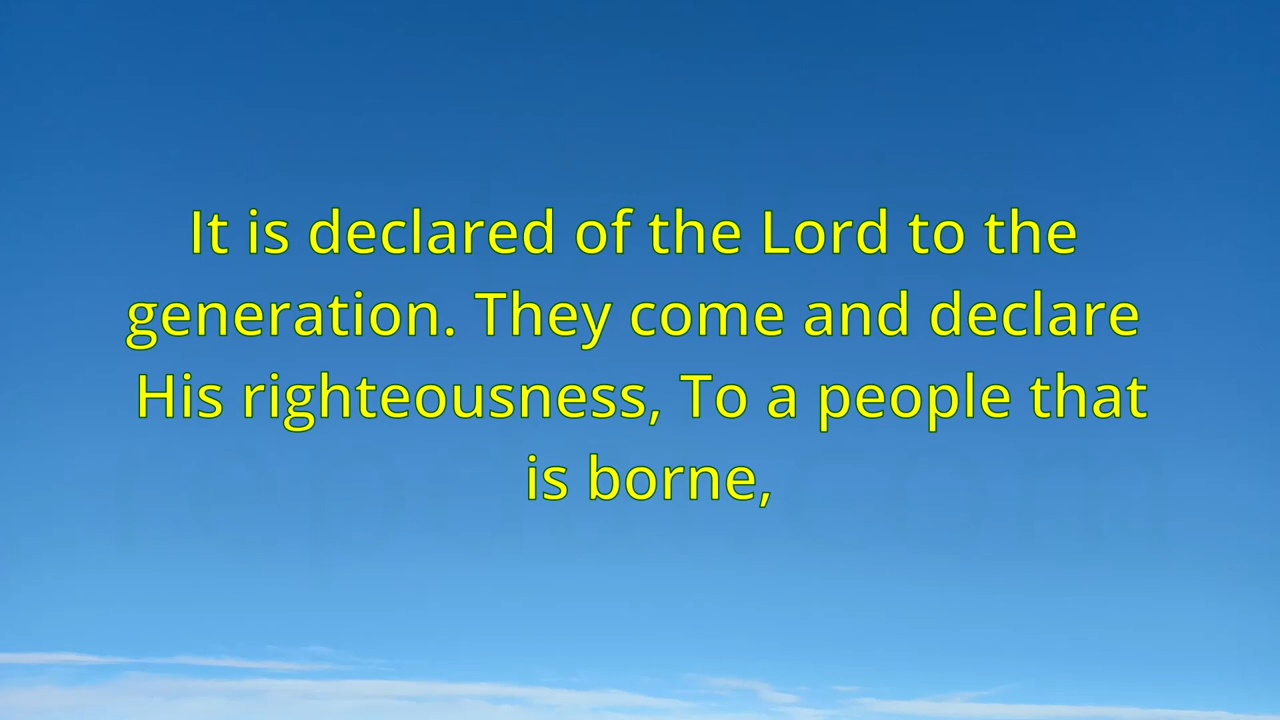 It is declared of the Lord to the
generation. They come and declare
His righteousness, To a people that
is borne,